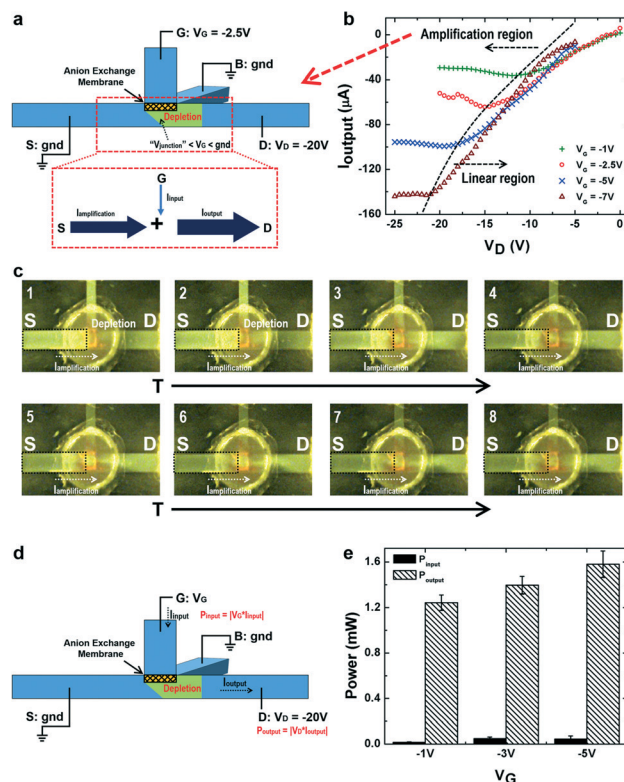 a
G: VG = -2.5V
Anion Exchange
Membrane
B: gnd
Depletion
S: gnd
"Vjunction" < VG < gnd
D: VD = -20V
G
Iinput
Iamplification
Ioutput
S
+
D
b
Amplification region
Linear region
Ioutput(μA)
0
-40
-80
-120
-160
-25 -20 -15 -10 -5 0
VD (V)
VG = -1V
VG = -2.5V
VG = -5V
VG = -7V
c
1
S
Depletion
D
Iamplification
2
S
Depletion
D
Iamplification
3
S
D
Iamplification
4
S
D
Iamplification
T
5
S
D
Iamplification
6
S
D
Iamplification
7
S
D
Iamplification
8
S
D
Iamplification
T
d
G: VG
Iinput
Pinput = |VG*Iinput|
Anion Exchange
Membrane
B: gnd
Depletion
Ioutput
S: gnd
D: VD = -20V
Poutput = |VD*Ioutput|
e
Pinput
Poutput
Power (mW)
1.6
1.2
0.8
0.4
0.0
-1V -3V -5V
VG